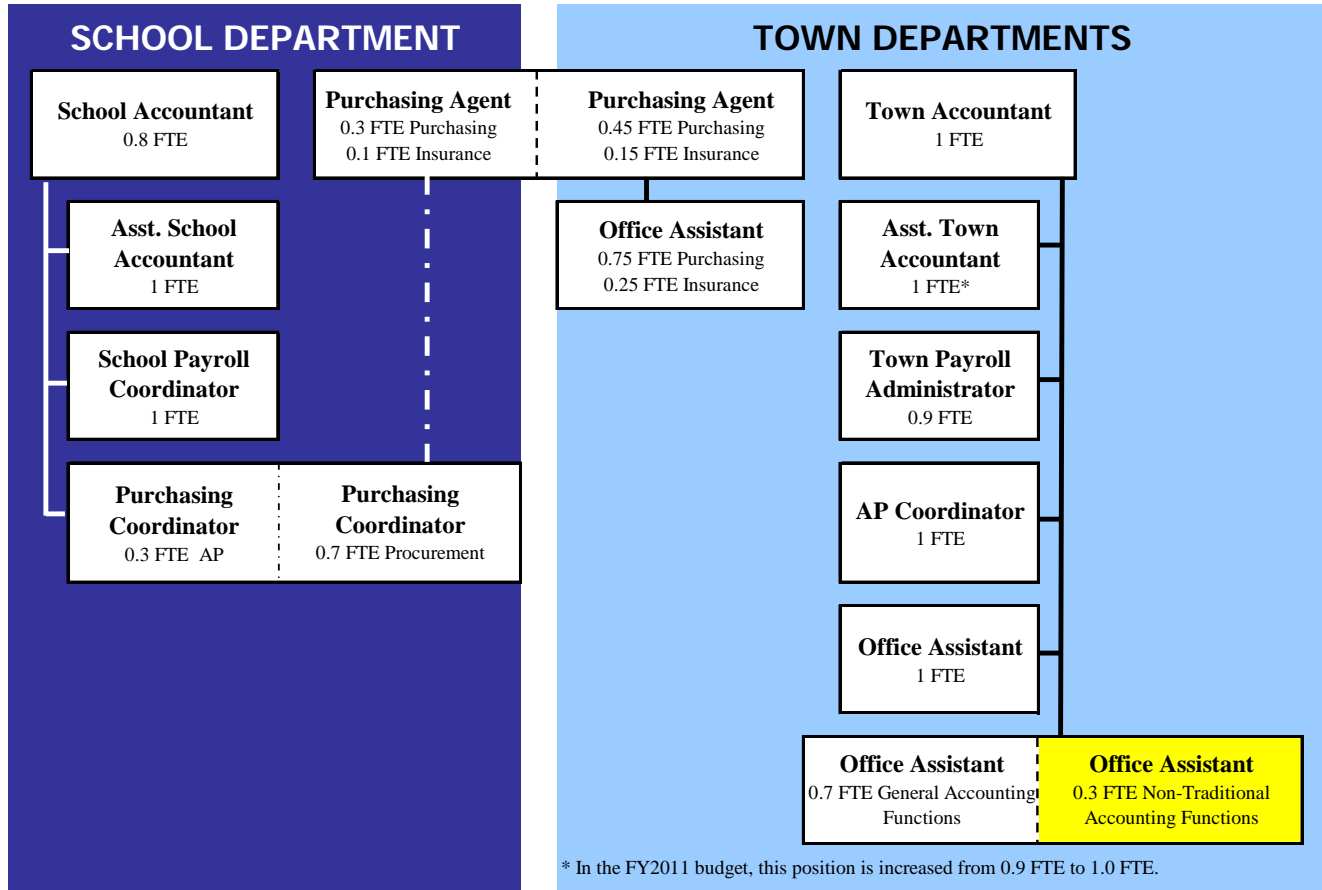 SCHOOL DEPARTMENT
School Accountant
0.8 FTE
Purchasing Agent
0.3 FTE Purchasing
0.1 FTE Insurance
Asst. School
Accountant
1 FTE
School Payroll
Coordinator
1 FTE
Purchasing
Coordinator
0.3 FTE  AP
Purchasing
Coordinator
0.7 FTE Procurement
TOWN DEPARTMENTS
Purchasing Agent
0.45 FTE Purchasing
0.15 FTE Insurance
Office Assistant
0.75 FTE Purchasing
0.25 FTE Insurance
Town Accountant
1 FTE
Asst. Town
Accountant
1 FTE*
Town Payroll
Administrator
0.9 FTE
AP Coordinator
1 FTE
Office Assistant
1 FTE
Office Assistant
0.7 FTE General Accounting
Functions
Office Assistant
0.3 FTE Non-Traditional
Accounting Functions
* In the FY2011 budget, this position is increased from 0.9 FTE to 1.0 FTE.